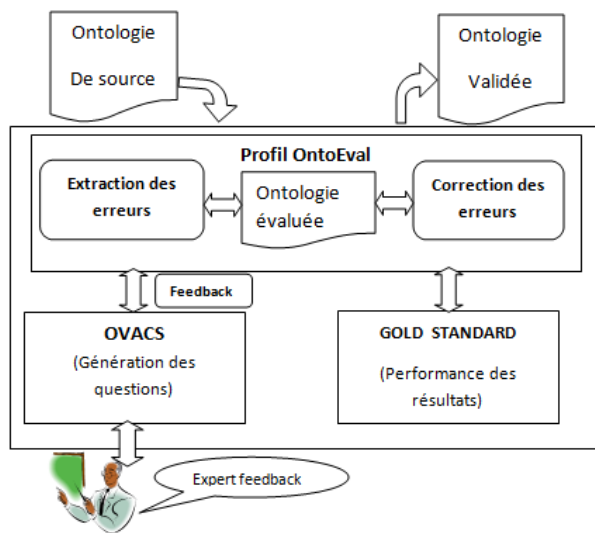 Ontologie
De source
Ontologie
Validée
Profil OntoEval
Extraction des
erreurs
Ontologie
évaluée
Correction des
erreurs
Feedback
OVACS
(Génération des
questions)
GOLD STANDARD
(Performance des
résultats)
Expert feedback